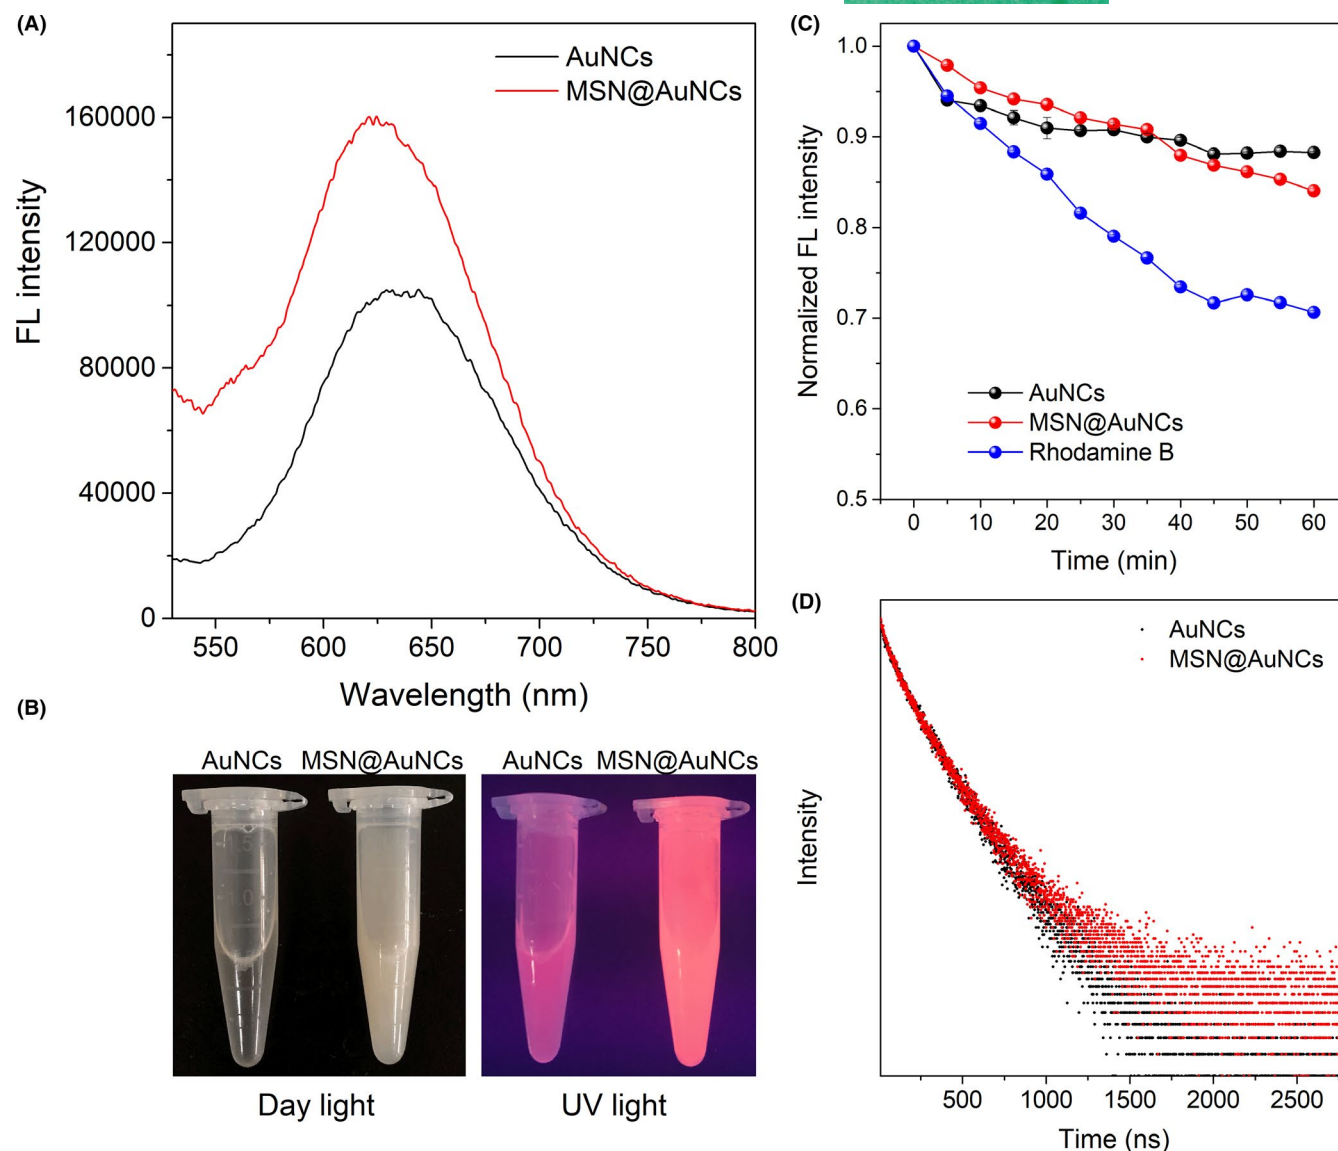 (A)
AuNCs
MSN@AuNCs
FL intensity
160000
120000
80000
40000
0
550 600 650 700 750 800
Wavelength (nm)
(B)
AuNCs MSN@AuNCs
AuNCs MSN@AuNCs
Day light
UV light
(C)
Normalized FL intensity
1.0
0.9
0.8
0.7
0.6
0.5
AuNCs
MSN@AuNCs
Rhodamine B
0 10 20 30 40 50 60
Time (min)
(D)
AuNCs
MSN@AuNCs
Intensity
500 1000 1500 2000 2500
Time (ns)